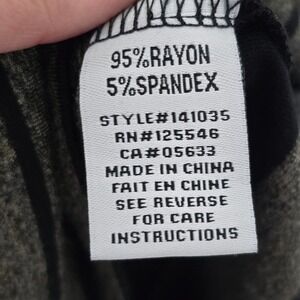 95%RAYON
5%SPANDEX
STYLE#141035
RN#125546
CA#05633
MADE IN CHINA
FAIT EN CHINE
SEE REVERSE
FOR CARE
INSTRUCTIONS